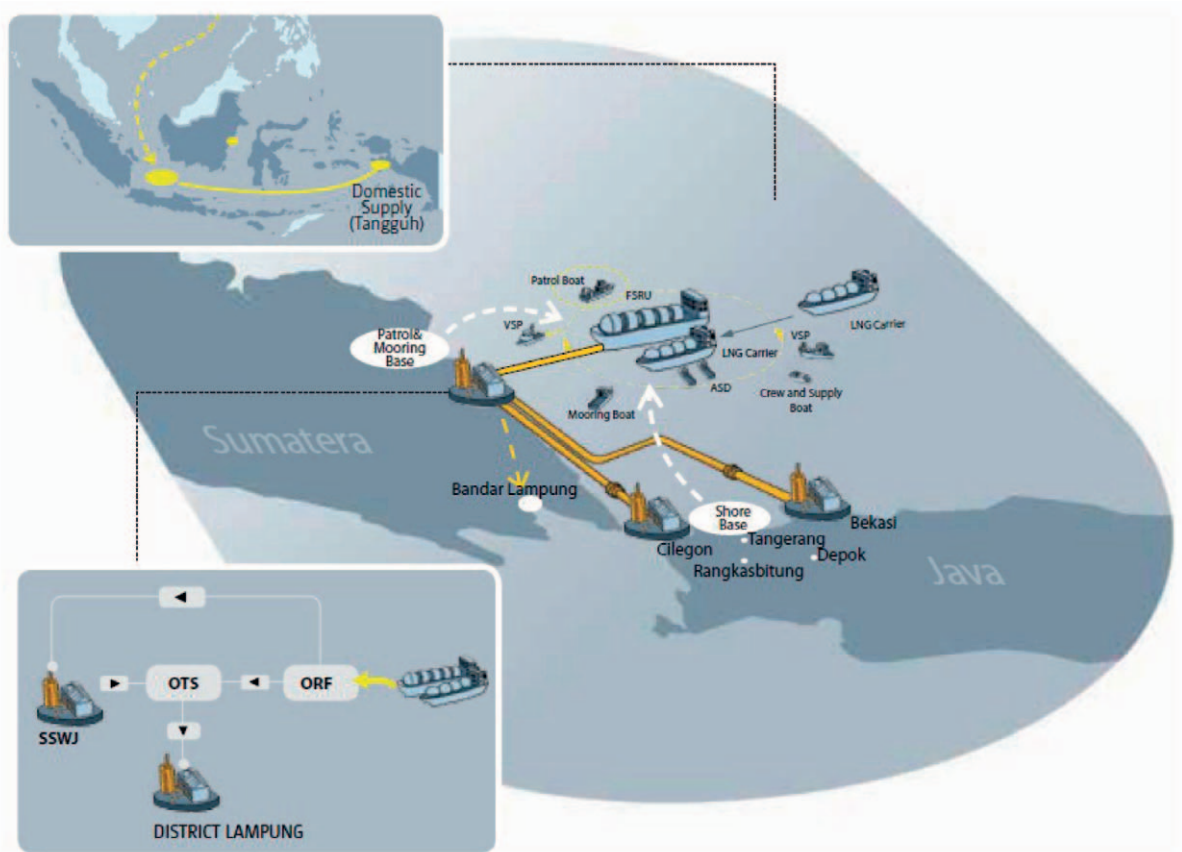 Domestic
Supply
(Tangguh)
Patrol Boat
FSRU
VSP
LNG Carrier
Patrol&
Mooring
Base
LNG Carrier
VSP
ASD
Crew and Supply
Boat
Mooring Boat
Sumatera
Bandar Lampung
Shore
Base
Bekasi
Cilegon
Tangerang
Depok
Rangkasbitung
Java
OTS
ORF
SSWJ
DISTRICT LAMPUNG